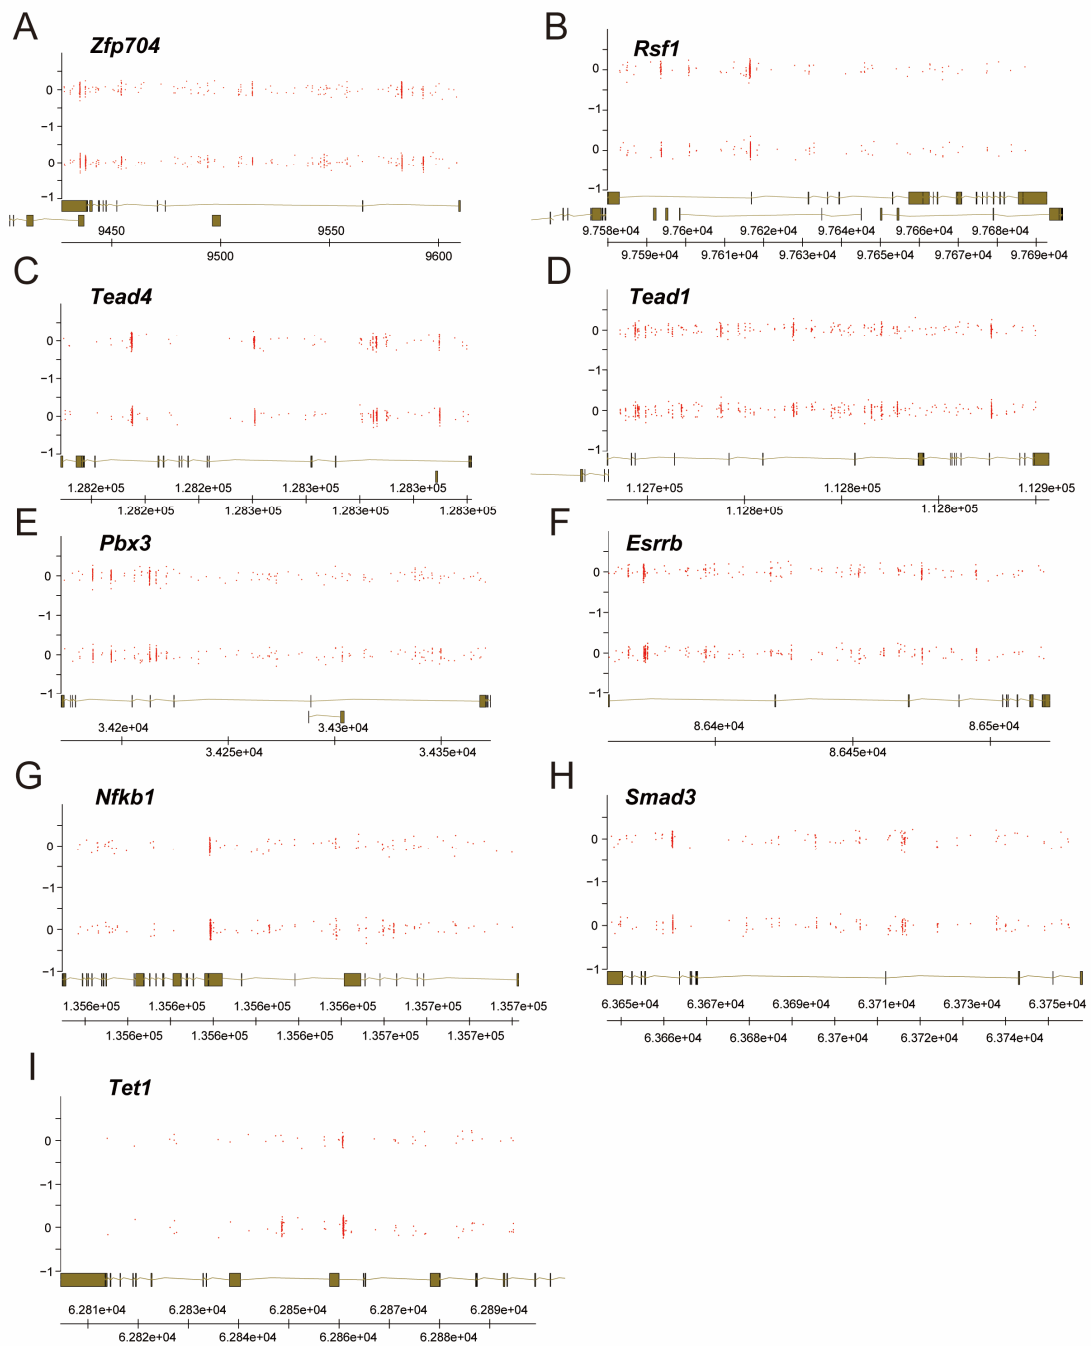 A
Zfp704
0
−1
0
−1
9450
9550
9500
9600
B
Rsf1
0
−1
0
−1
9.758e+04
9.76e+04
9.762e+04
9.764e+04
9.766e+04
9.768e+04
9.759e+04
9.761e+04
9.763e+04
9.765e+04
9.767e+04
9.769e+04
C
Tead4
0
−1
0
−1
1.282e+05
1.282e+05
1.283e+05
1.283e+05
1.282e+05
1.283e+05
1.283e+05
1.283e+05
D
Tead1
0
−1
0
−1
1.127e+05
1.128e+05
1.129e+05
1.128e+05
1.128e+05
E
Pbx3
0
−1
0
−1
3.42e+04
3.43e+04
3.425e+04
3.435e+04
F
Esrrb
0
−1
0
−1
8.64e+04
8.65e+04
8.645e+04
G
Nfkb1
0
−1
0
−1
1.356e+05
1.356e+05
1.356e+05
1.356e+05
1.357e+05
1.357e+05
1.356e+05
1.356e+05
1.356e+05
1.357e+05
1.357e+05
H
Smad3
0
−1
0
−1
6.365e+04
6.367e+04
6.369e+04
6.371e+04
6.373e+04
6.375e+04
6.366e+04
6.368e+04
6.37e+04
6.372e+04
6.374e+04
I
Tet1
0
−1
0
−1
6.281e+04
6.283e+04
6.285e+04
6.287e+04
6.289e+04
6.282e+04
6.284e+04
6.286e+04
6.288e+04